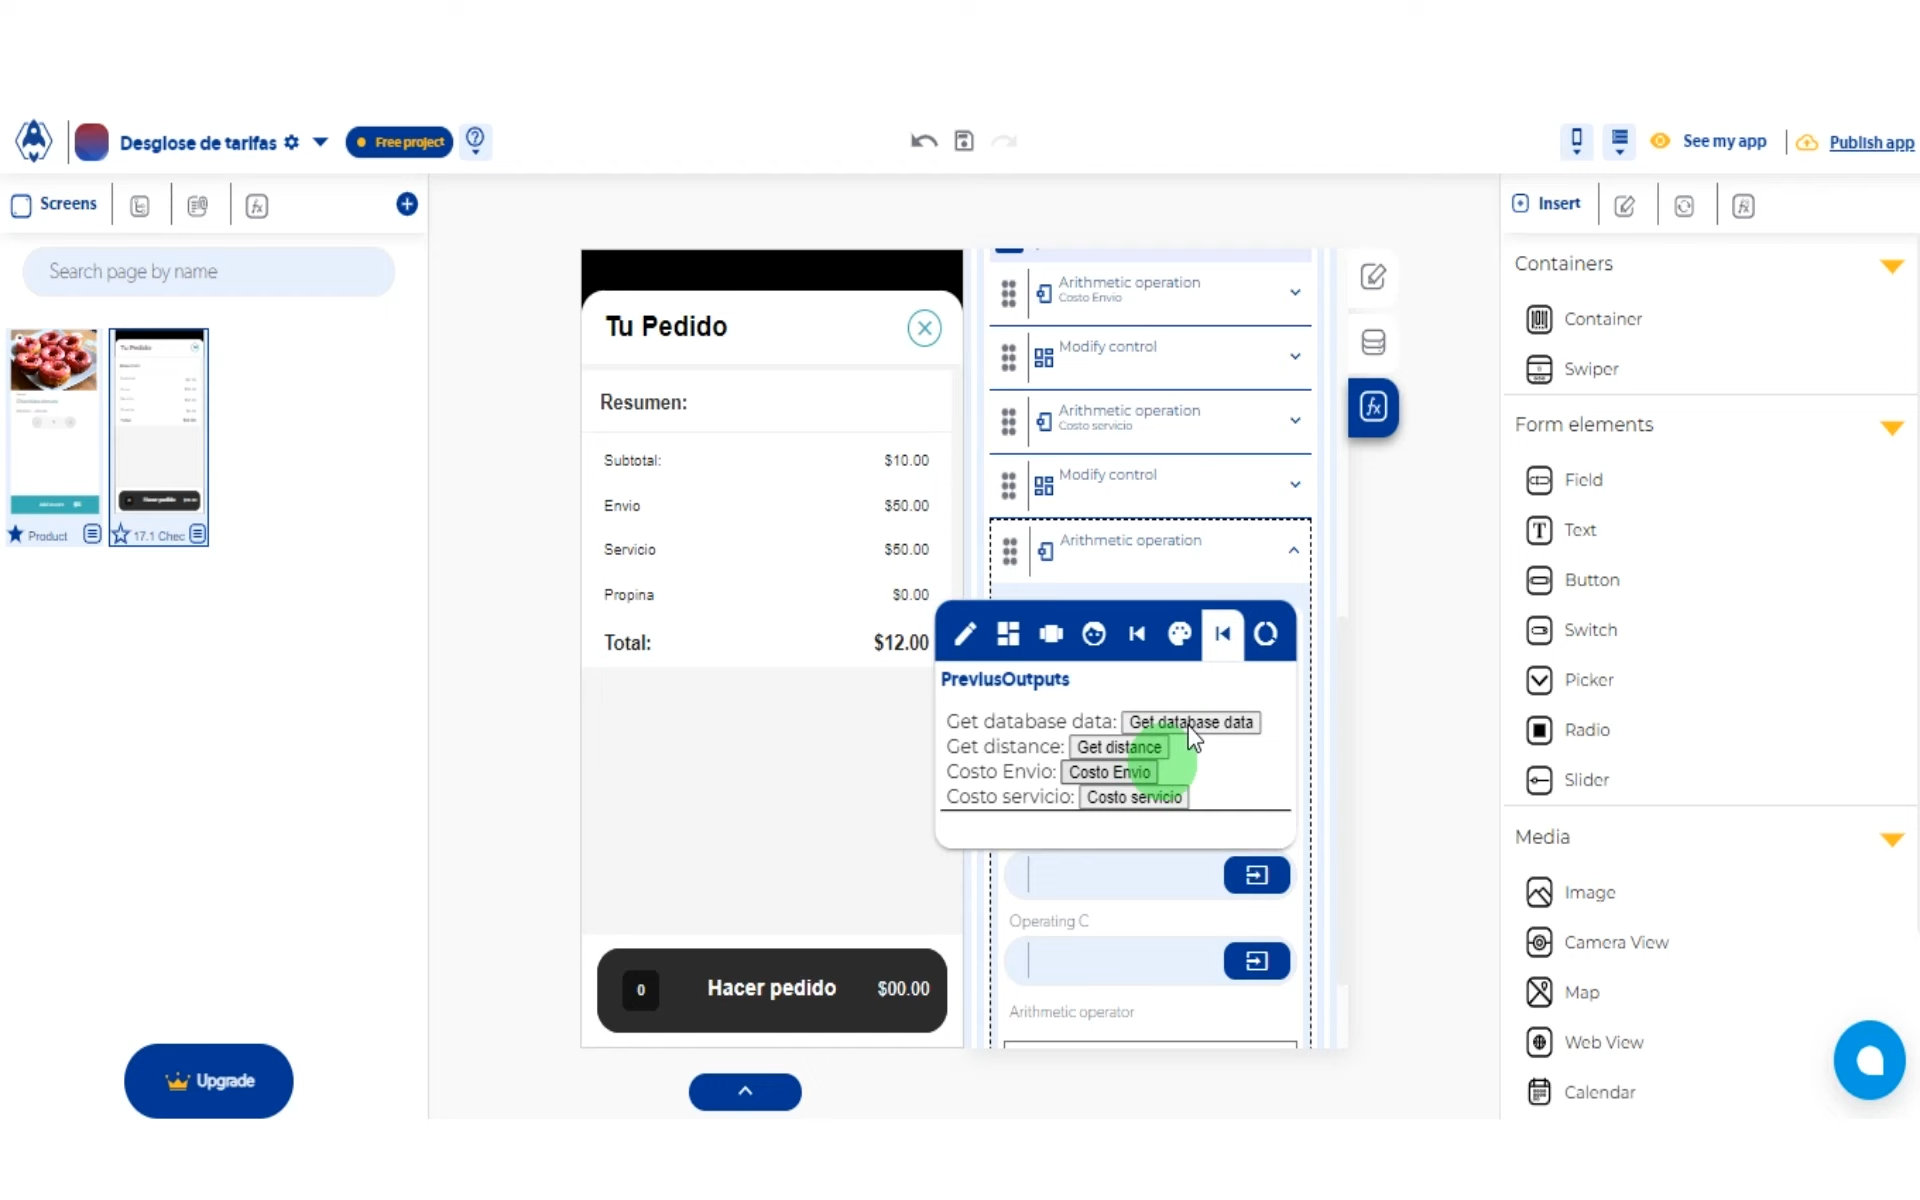 Desglose de tarifas
Free project
See my app
Publish app
Screens
Insert
Search page by name
Product
17.1 Chec
Upgrade
Tu Pedido
Resumen:
Subtotal: $10.00
Envio $50.00
Servicio $50.00
Propina $0.00
Total: $12.00
0 Hacer pedido $00.00
Arithmetic operation
Costo Envio
Modify control
Arithmetic operation
Costo servicio
Modify control
Arithmetic operation
PreviusOutputs
Get database data: Get database data
Get distance: Get distance
Costo Envio: Costo Envio
Costo servicio: Costo servicio
Operating C
Arithmetic operator
Containers
Container
Swiper
Form elements
Field
Text
Button
Switch
Picker
Radio
Slider
Media
Image
Camera View
Map
Web View
Calendar